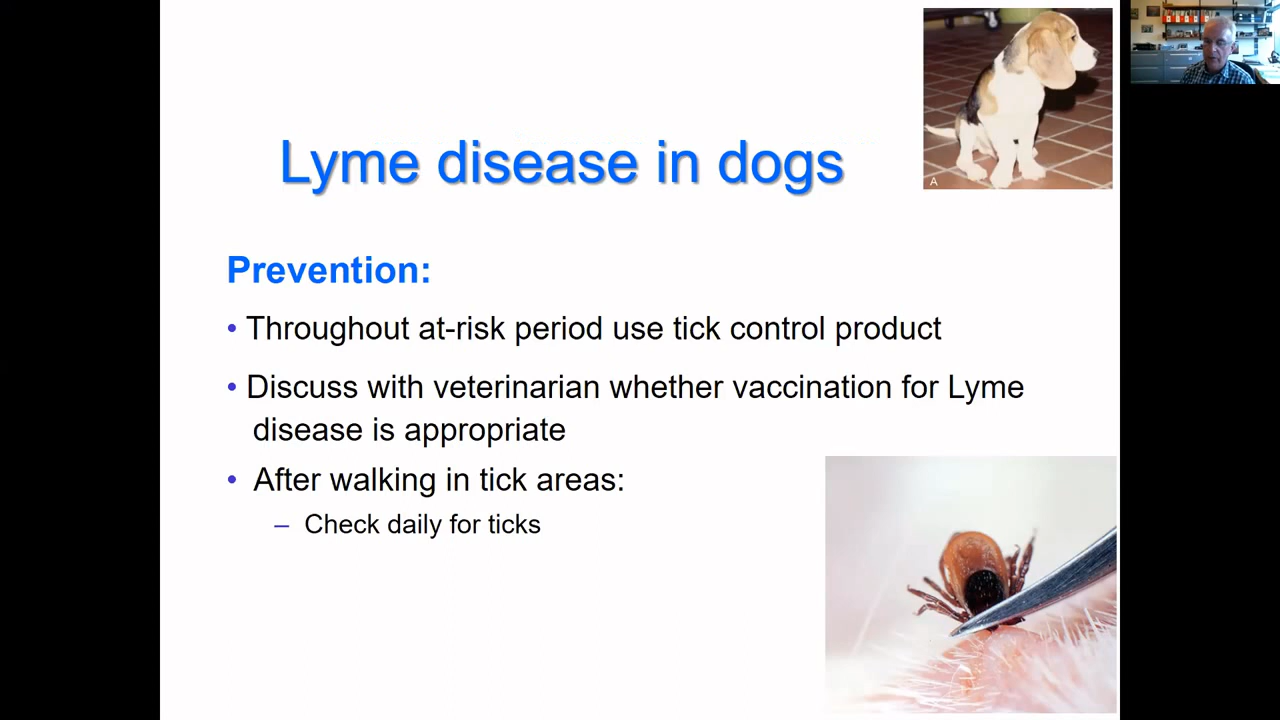 Lyme disease in dogs
A
Prevention:
• Throughout at-risk period use tick control product
• Discuss with veterinarian whether vaccination for Lyme
disease is appropriate
• After walking in tick areas:
– Check daily for ticks